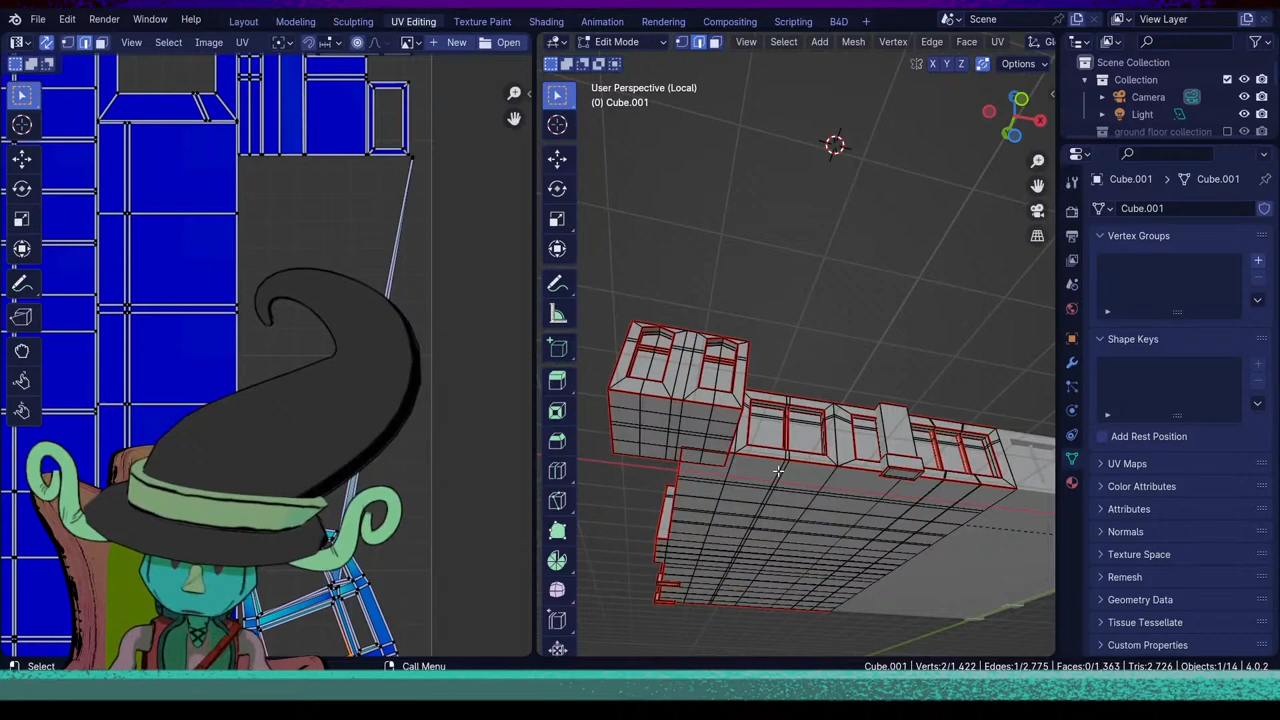 File Edit Render Window Help Layout Modeling Sculpting UV Editing Texture Paint Shading Animation Rendering Compositing Scripting B4D + Scene View Layer
View Select Image UV New Open Edit Mode View Select Add Mesh Vertex Edge Face UV
X Y Z Options
User Perspective (Local)
(0) Cube.001
Scene Collection
Collection
Camera
Light
ground floor collection
Cube.001 > Cube.001
Cube.001
Vertex Groups
Shape Keys
Add Rest Position
UV Maps
Color Attributes
Attributes
Normals
Texture Space
Remesh
Geometry Data
Texture Tessellate
Custom Properties
Select Call Menu Cube.001 | Verts:2/1,422 | Edges:1/2,775 | Faces:0/1,363 | Tris:2,726 | Objects:1/14 | 4.0.2